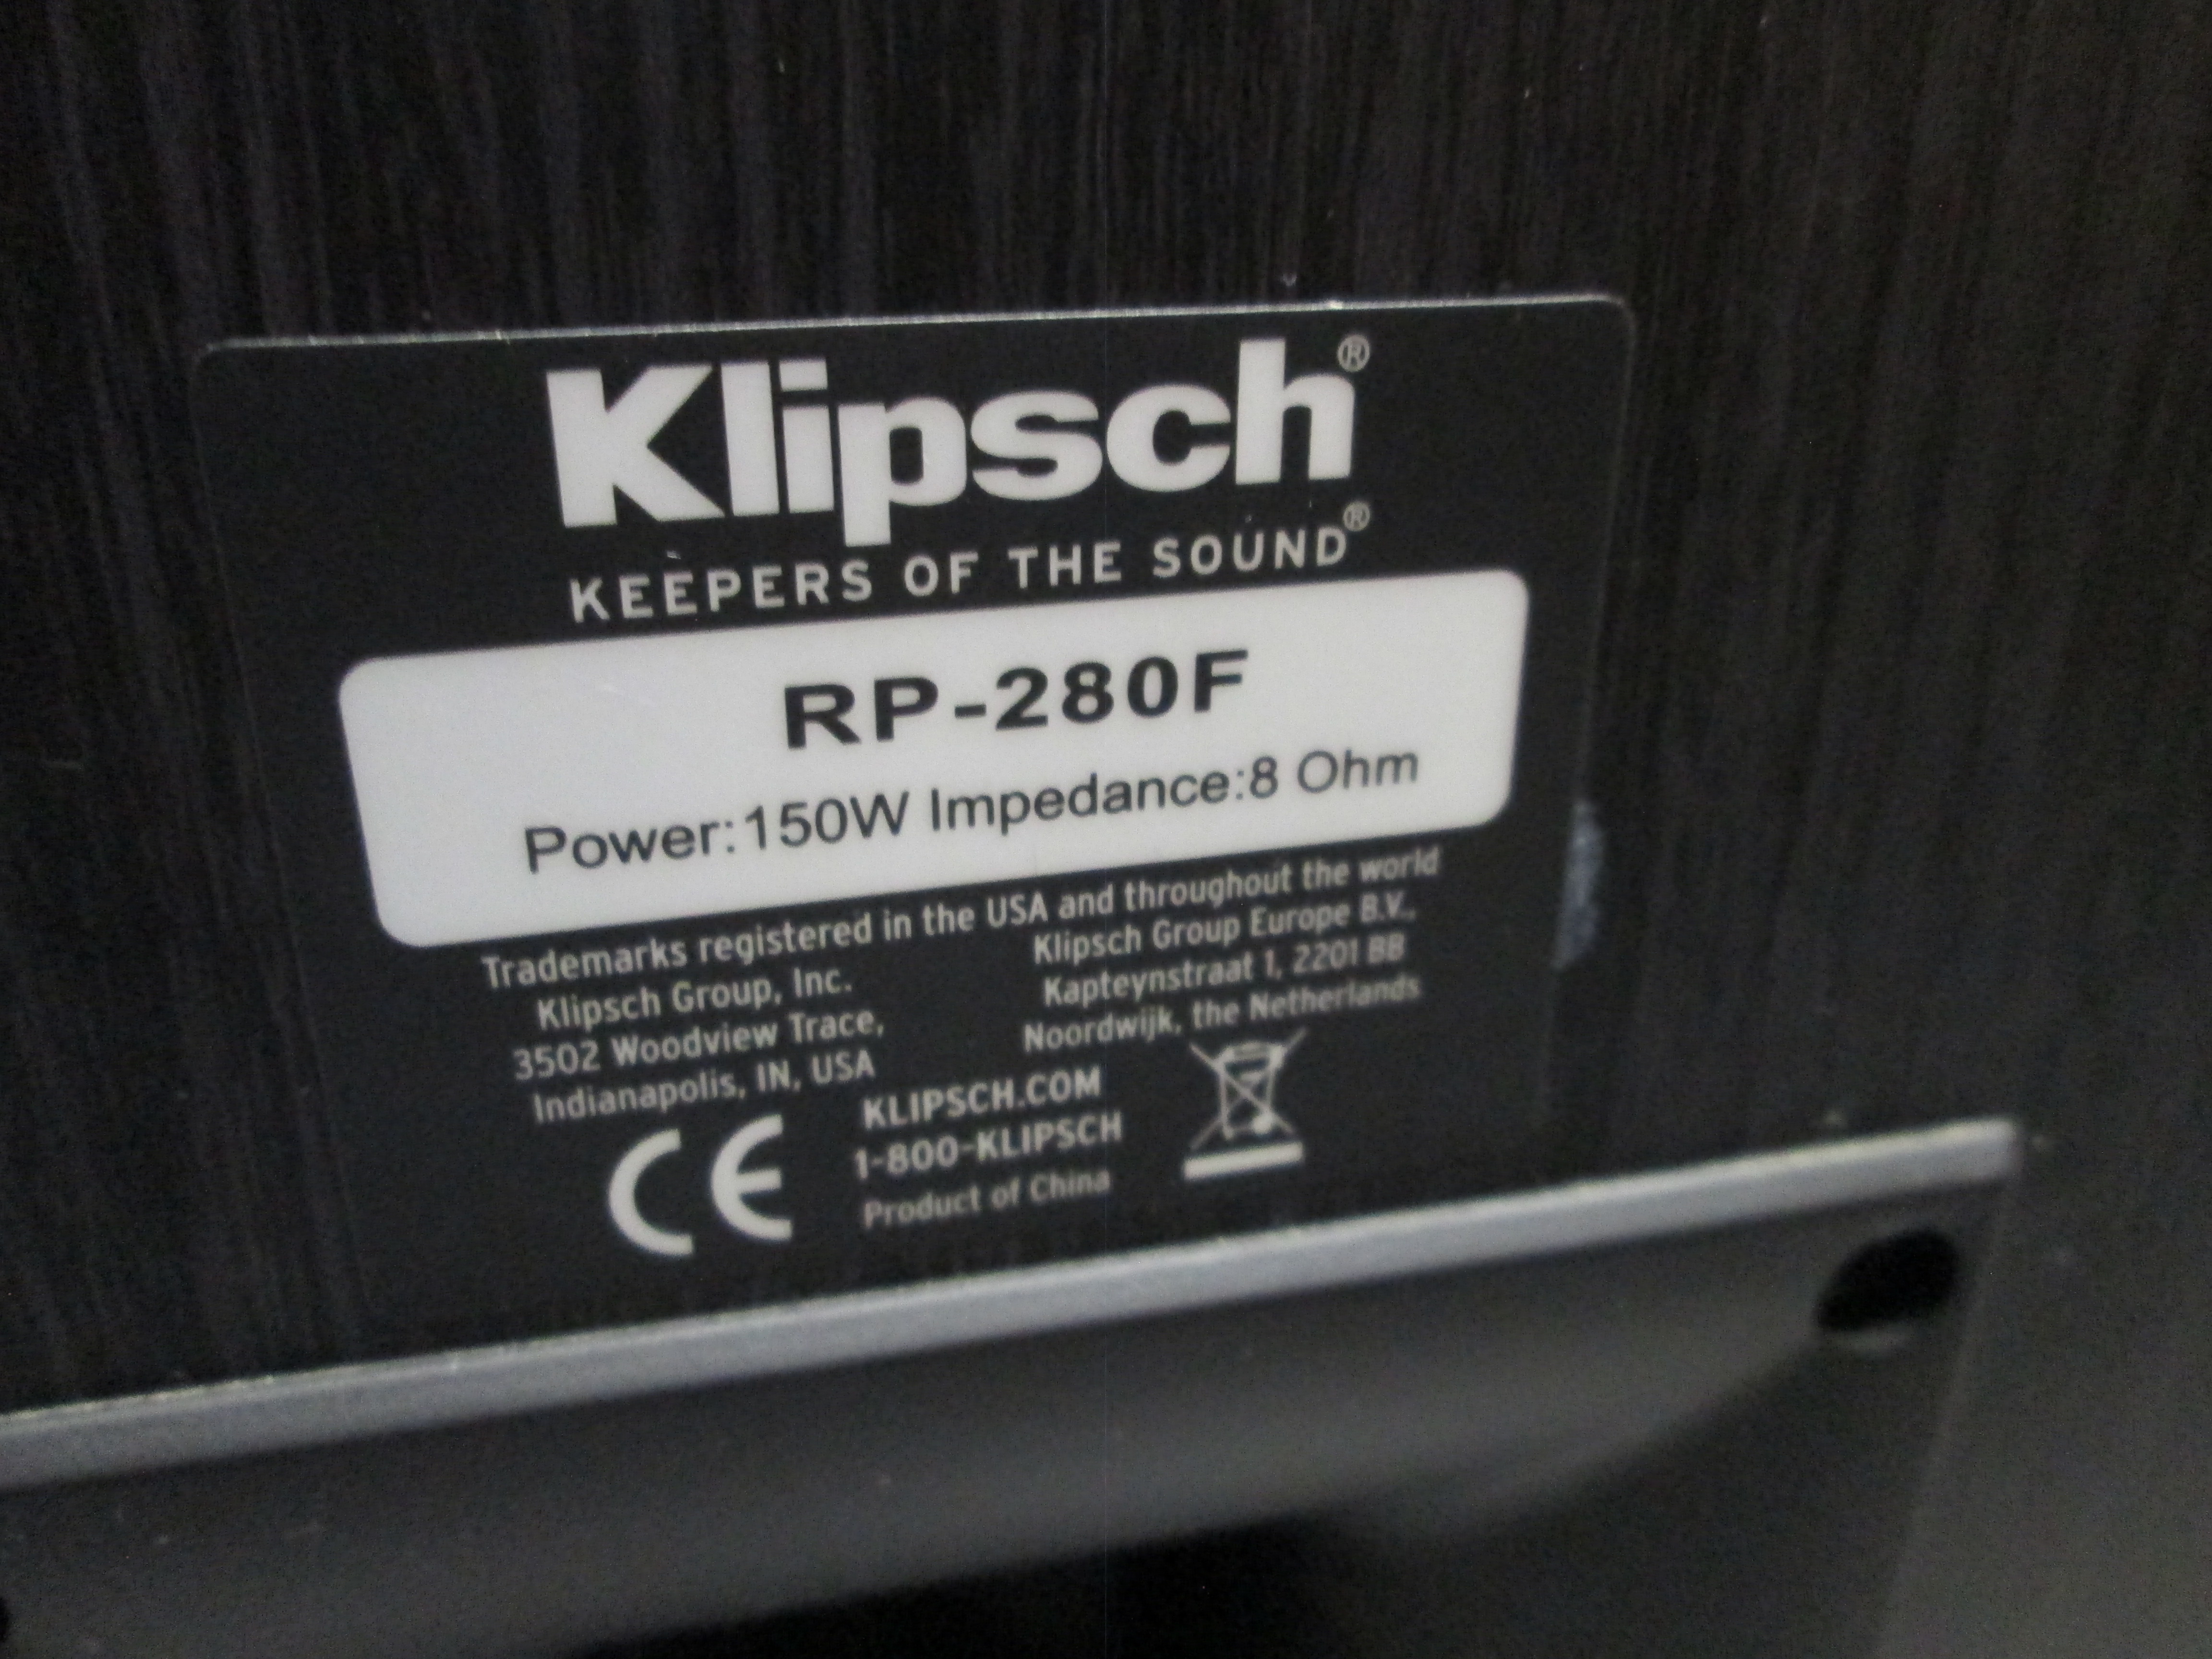 Klipsch®
KEEPERS OF THE SOUND®
RP-280F
Power:150W Impedance:8 Ohm
Trademarks registered in the USA and throughout the world
Klipsch Group, Inc.
3502 Woodview Trace,
Indianapolis, IN, USA
Klipsch Group Europe B.V.,
Kapteynstraat 1, 2201 BB
Noordwijk, the Netherlands
CE
KLIPSCH.COM
1-800-KLIPSCH
Product of China